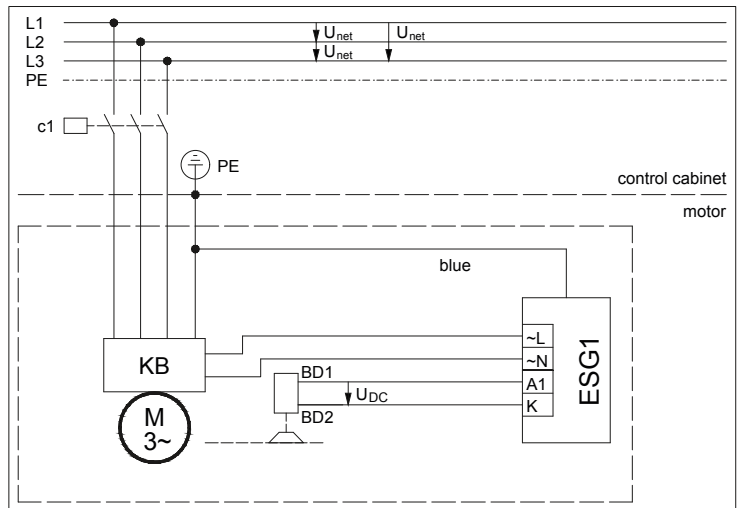 L1
Unet Unet
L2
Unet
L3
PE
c1
PE
control cabinet
motor
blue
~L
KB
~N
BD1
A1
UDC
K
BD2
ESG1
M
3~